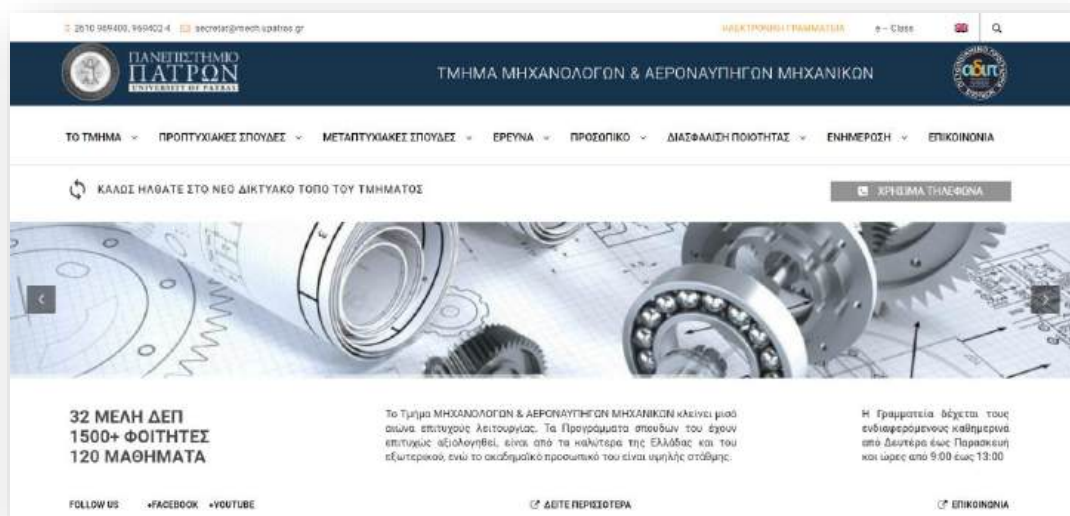 2610 969400, 969402-4 secretar@mech.upatras.gr ΗΛΕΚΤΡΟΝΙΚΗ ΓΡΑΜΜΑΤΕΙΑ e - Class
ΠΑΝΕΠΙΣΤΗΜΙΟ
ΠΑΤΡΩΝ
UNIVERSITY OF PATRAS
ΤΜΗΜΑ ΜΗΧΑΝΟΛΟΓΩΝ & ΑΕΡΟΝΑΥΠΗΓΩΝ ΜΗΧΑΝΙΚΩΝ
αδιπ
ΤΟ ΤΜΗΜΑ ΠΡΟΠΤΥΧΙΑΚΕΣ ΣΠΟΥΔΕΣ ΜΕΤΑΠΤΥΧΙΑΚΕΣ ΣΠΟΥΔΕΣ ΕΡΕΥΝΑ ΠΡΟΣΩΠΙΚΟ ΔΙΑΣΦΑΛΙΣΗ ΠΟΙΟΤΗΤΑΣ ΕΝΗΜΕΡΩΣΗ ΕΠΙΚΟΙΝΩΝΙΑ
ΚΑΛΩΣ ΗΛΘΑΤΕ ΣΤΟ ΝΕΟ ΔΙΚΤΥΑΚΟ ΤΟΠΟ ΤΟΥ ΤΜΗΜΑΤΟΣ
ΧΡΗΣΙΜΑ ΤΗΛΕΦΩΝΑ
32 ΜΕΛΗ ΔΕΠ
1500+ ΦΟΙΤΗΤΕΣ
120 ΜΑΘΗΜΑΤΑ
Το Τμήμα ΜΗΧΑΝΟΛΟΓΩΝ & ΑΕΡΟΝΑΥΠΗΓΩΝ ΜΗΧΑΝΙΚΩΝ κλείνει μισό
αιώνα επιτυχούς λειτουργίας. Τα Προγράμματα σπουδών του έχουν
επιτυχώς αξιολογηθεί, είναι από τα καλύτερα της Ελλάδας και του
εξωτερικού, ενώ το ακαδημαϊκό προσωπικό του είναι υψηλής στάθμης.
Η Γραμματεία δέχεται τους
ενδιαφερόμενους καθημερινά
από Δευτέρα έως Παρασκευή
και ώρες από 9:00 έως 13:00
FOLLOW US •FACEBOOK •YOUTUBE
ΔΕΙΤΕ ΠΕΡΙΣΣΟΤΕΡΑ
ΕΠΙΚΟΙΝΩΝΙΑ